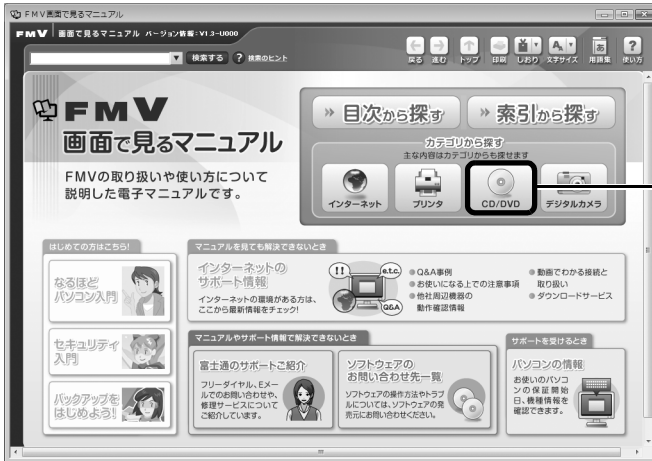 FMV画面で見るマニュアル
FMV 画面で見るマニュアル バージョン情報:V1.3-U000
検索する ? 検索のヒント
戻る 進む トップ 印刷 しおり 文字サイズ 用語集 使い方
FMV
画面で見るマニュアル
FMVの取り扱いや使い方について
説明した電子マニュアルです。
目次から探す
索引から探す
カテゴリから探す
主な内容はカテゴリからも探せます
インターネット
プリンタ
CD/DVD
デジタルカメラ
はじめての方はこちら!
なるほど
パソコン入門
セキュリティ
入門
バックアップを
はじめよう!
マニュアルを見ても解決できないとき
インターネットの
サポート情報
インターネットの環境がある方は、
ここから最新情報をチェック!
!! e.t.c. Q&A
Q&A事例
お使いになる上での注意事項
他社周辺機器の
動作確認情報
動画でわかる接続と
取り扱い
ダウンロードサービス
マニュアルやサポート情報で解決できないとき
富士通のサポートご紹介
フリーダイヤル、Eメー
ルでのお問い合わせや、
修理サービスについて
ご紹介しています。
ソフトウェアの
お問い合わせ先一覧
ソフトウェアの操作方法やトラブ
ルについては、ソフトウェアの発
売元にお問い合わせください。
サポートを受けるとき
パソコンの情報
お使いのパソコ
ンの保証開始
日、機種情報を
確認できます。